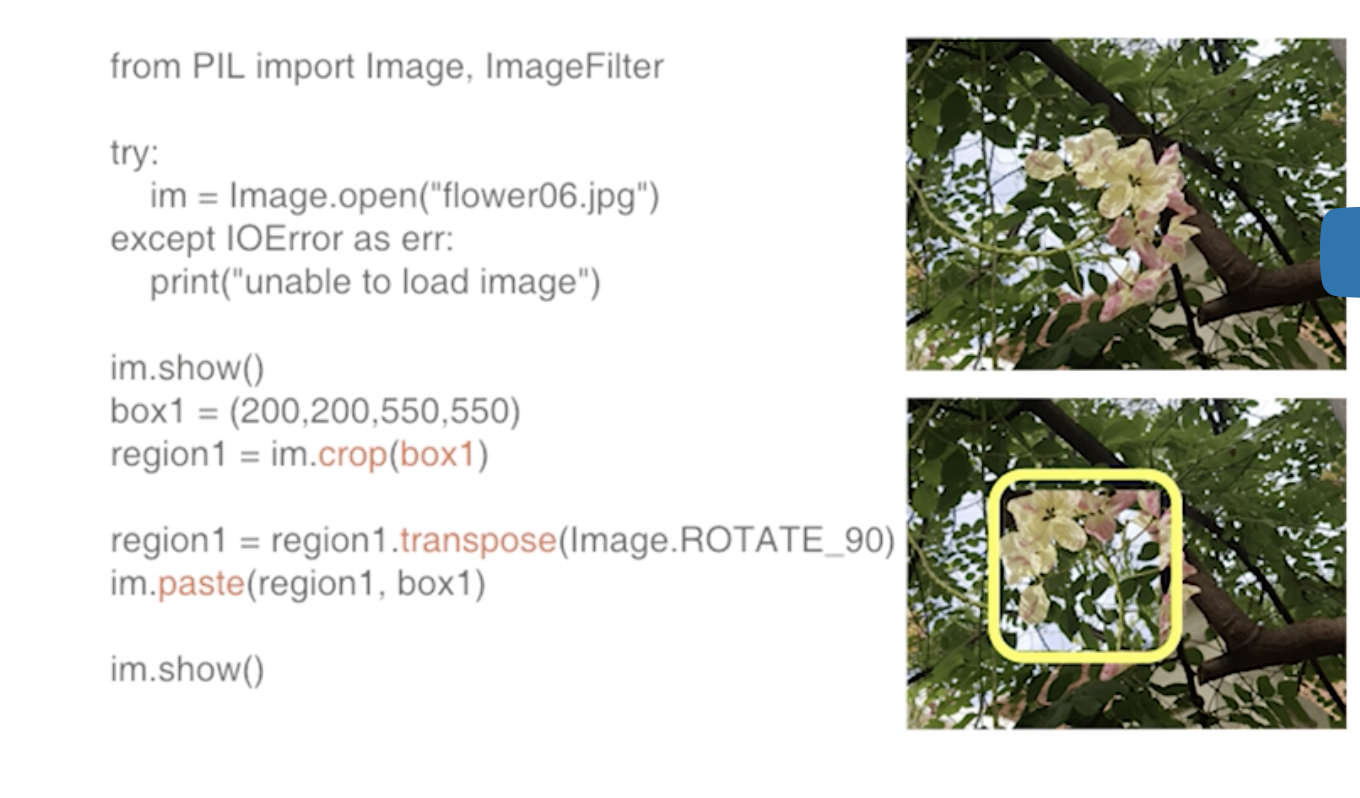 from PIL import Image, ImageFilter
try:
    im = Image.open("flower06.jpg")
except IOError as err:
    print("unable to load image")
im.show()
box1 = (200,200,550,550)
region1 = im.crop(box1)
region1 = region1.transpose(Image.ROTATE_90)
im.paste(region1, box1)
im.show()